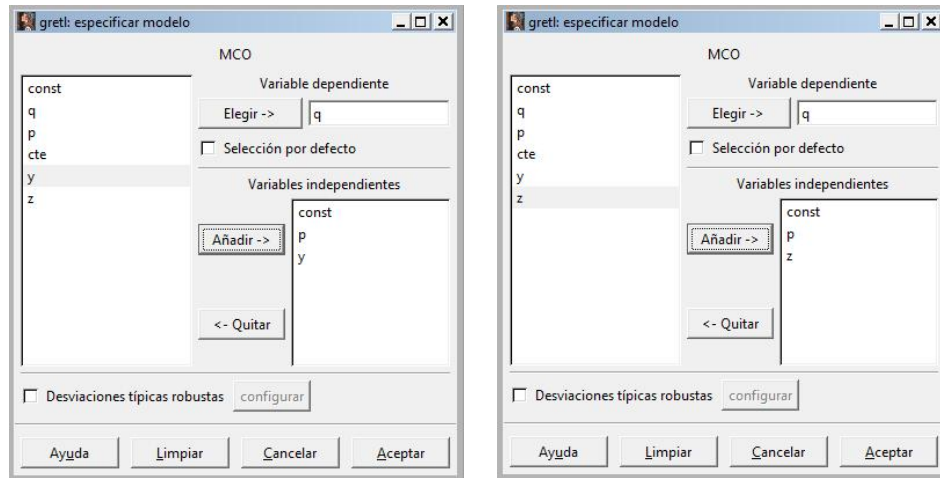 gretl: especificar modelo
MCO
const
q
p
cte
y
z
Variable dependiente
Elegir -> q
Selección por defecto
Variables independientes
const
p
y
Añadir ->
<- Quitar
Desviaciones típicas robustas configurar
Ayuda Limpiar Cancelar Aceptar
gretl: especificar modelo
MCO
const
q
p
cte
y
z
Variable dependiente
Elegir -> q
Selección por defecto
Variables independientes
const
p
z
Añadir ->
<- Quitar
Desviaciones típicas robustas configurar
Ayuda Limpiar Cancelar Aceptar